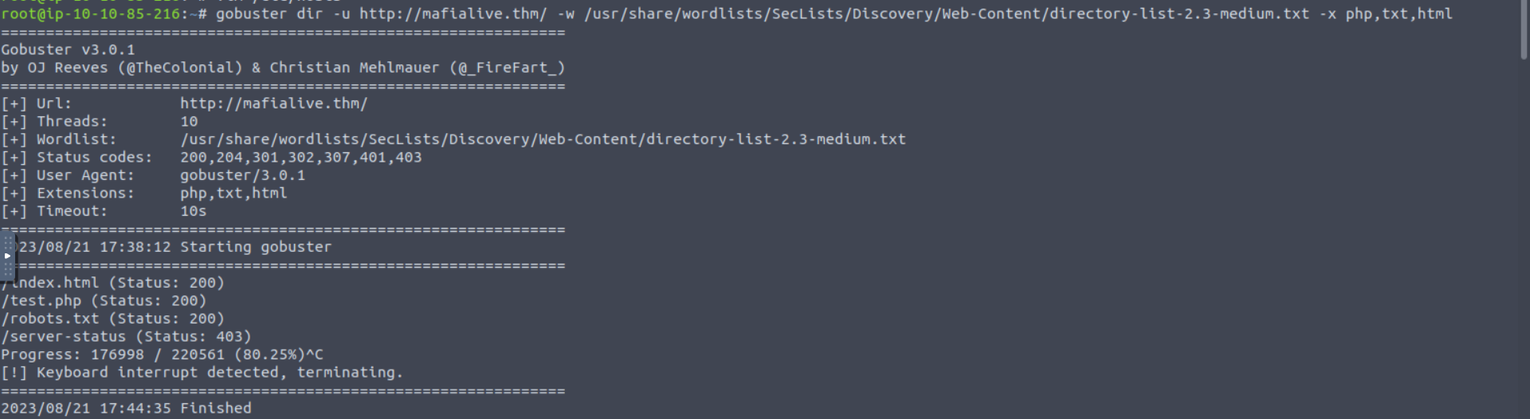 root@ip-10-10-85-216:~# gobuster dir -u http://mafialive.thm/ -w /usr/share/wordlists/SecLists/Discovery/Web-Content/directory-list-2.3-medium.txt -x php,txt,html
===============================================================
Gobuster v3.0.1
by OJ Reeves (@TheColonial) & Christian Mehlmauer (@_FireFart_)
===============================================================
[+] Url:            http://mafialive.thm/
[+] Threads:        10
[+] Wordlist:       /usr/share/wordlists/SecLists/Discovery/Web-Content/directory-list-2.3-medium.txt
[+] Status codes:   200,204,301,302,307,401,403
[+] User Agent:     gobuster/3.0.1
[+] Extensions:     php,txt,html
[+] Timeout:        10s
===============================================================
23/08/21 17:38:12 Starting gobuster
===============================================================
/index.html (Status: 200)
/test.php (Status: 200)
/robots.txt (Status: 200)
/server-status (Status: 403)
Progress: 176998 / 220561 (80.25%)^C
[!] Keyboard interrupt detected, terminating.
===============================================================
2023/08/21 17:44:35 Finished